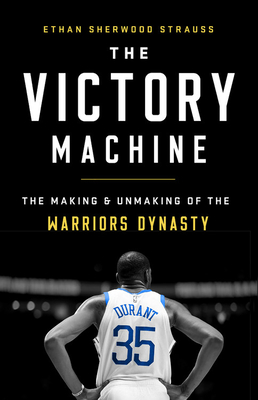 ETHAN SHERWOOD STRAUSS
THE
VICTORY
MACHINE
THE MAKING & UNMAKING OF THE
WARRIORS DYNASTY
DURANT
35